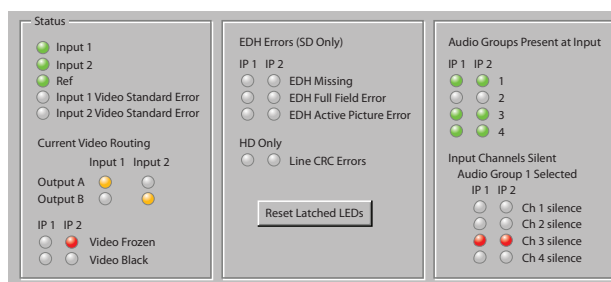 Status
Input 1
Input 2
Ref
Input 1 Video Standard Error
Input 2 Video Standard Error
Current Video Routing
Input 1 Input 2
Output A
Output B
IP 1 IP 2
Video Frozen
Video Black
EDH Errors (SD Only)
IP 1 IP 2
EDH Missing
EDH Full Field Error
EDH Active Picture Error
HD Only
Line CRC Errors
Reset Latched LEDs
Audio Groups Present at Input
IP 1 IP 2
1
2
3
4
Input Channels Silent
Audio Group 1 Selected
IP 1 IP 2
Ch 1 silence
Ch 2 silence
Ch 3 silence
Ch 4 silence